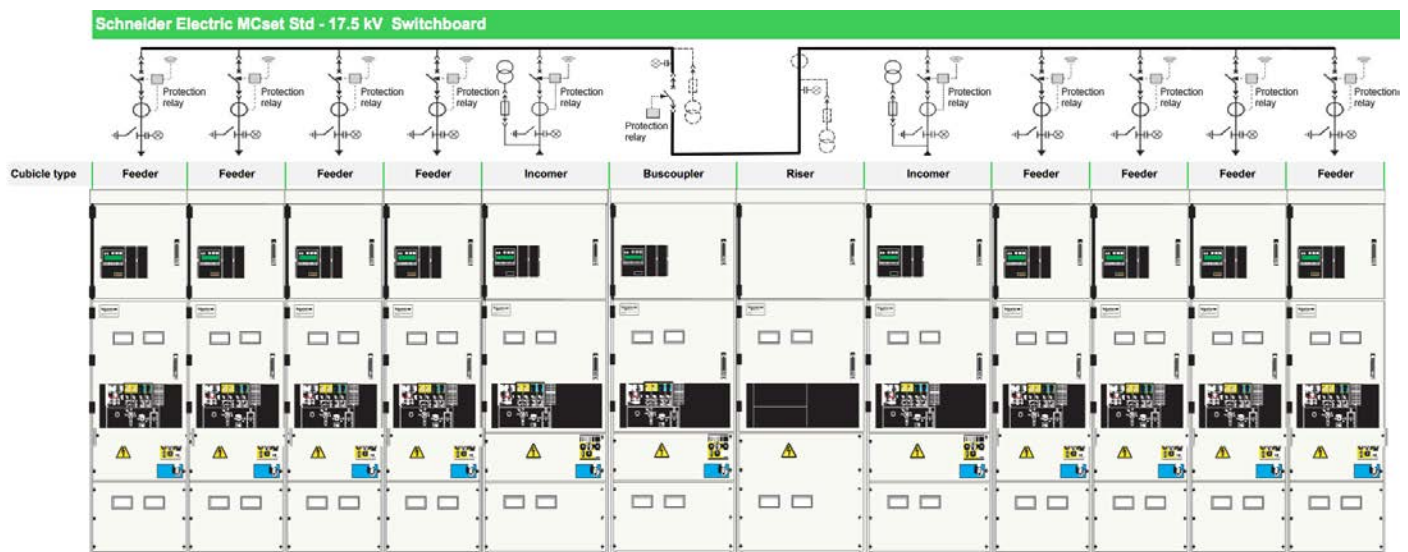 Schneider Electric MCset Std - 17.5 kV Switchboard
Protection
relay
Protection
relay
Protection
relay
Protection
relay
Protection
relay
Protection
relay
Protection
relay
Protection
relay
Protection
relay
Protection
relay
Protection
relay
Cubicle type Feeder Feeder Feeder Feeder Incomer Buscoupler Riser Incomer Feeder Feeder Feeder Feeder